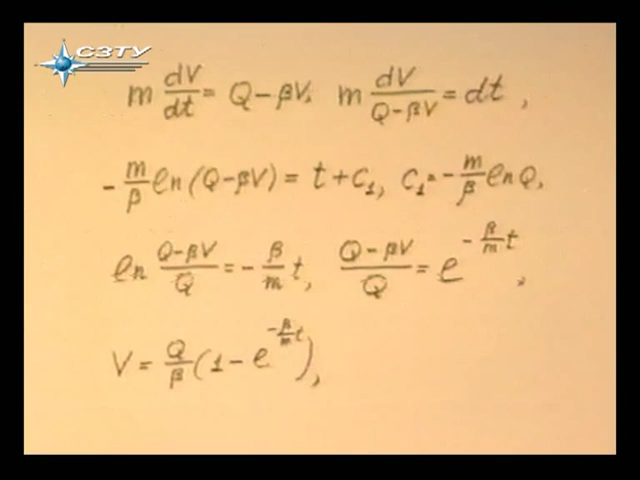 СЗТУ
m dV/dt = Q − βV, m dV/(Q − βV) = dt,
− m/β ln(Q − βV) = t + C₁, C₁ = − m/β ln Q,
ln (Q − βV)/Q = − β/m t, (Q − βV)/Q = e^(− β/m t),
V = Q/β (1 − e^(− β/m t)),